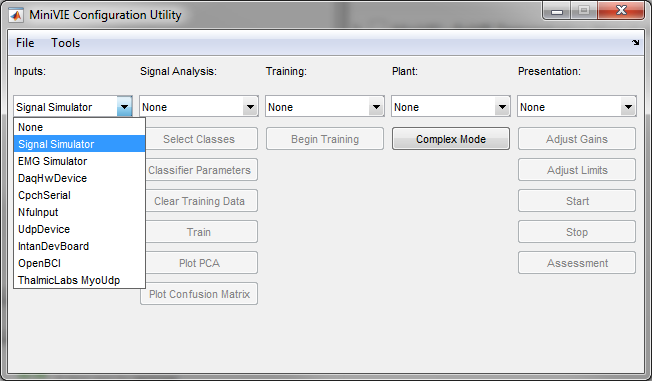 MiniVIE Configuration Utility
File Tools
Inputs: Signal Analysis: Training: Plant: Presentation:
Signal Simulator None None None None
None
Signal Simulator
EMG Simulator
DaqHwDevice
CpchSerial
NfuInput
UdpDevice
IntanDevBoard
OpenBCI
ThalmicLabs MyoUdp
Select Classes
Classifier Parameters
Clear Training Data
Train
Plot PCA
Plot Confusion Matrix
Begin Training
Complex Mode
Adjust Gains
Adjust Limits
Start
Stop
Assessment